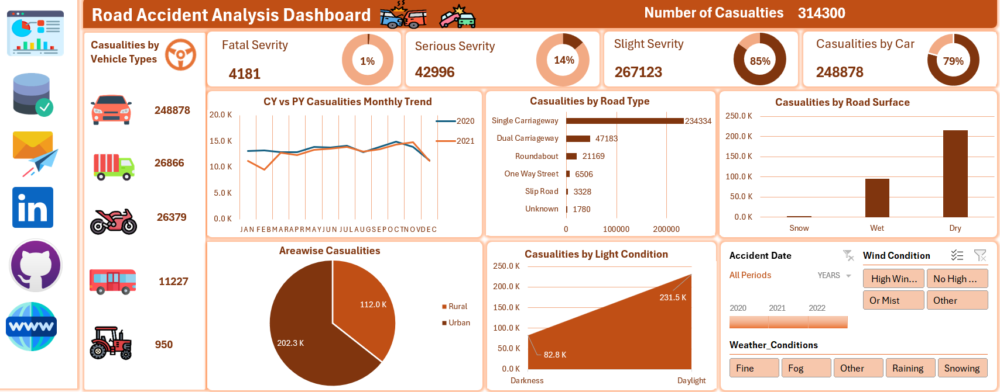 Road Accident Analysis Dashboard
Number of Casualties 314300
Casualities by
Vehicle Types
248878
26866
26379
11227
950
in
WWW
Fatal Sevrity
4181
1%
Serious Sevrity
42996
14%
Slight Sevrity
267123
85%
Casualities by Car
248878
79%
CY vs PY Casualities Monthly Trend
20.0 K
15.0 K
10.0 K
5.0 K
0.0 K
JAN FEB MAR APR MAY JUN JUL AUG SEP OCT NOV DEC
2020
2021
Casualities by Road Type
Single Carriageway 234334
Dual Carriageway 47183
Roundabout 21169
One Way Street 6506
Slip Road 3328
Unknown 1780
0 100000 200000
Casualities by Road Surface
250.0 K
200.0 K
150.0 K
100.0 K
50.0 K
0.0 K
Snow Wet Dry
Areawise Casualities
112.0 K
202.3 K
Rural
Urban
Casualities by Light Condition
250.0 K
200.0 K
150.0 K
100.0 K
50.0 K
0.0 K
231.5 K
82.8 K
Darkness Daylight
Accident Date
All Periods YEARS
2020 2021 2022
Wind Condition
High Win... No High ...
Or Mist Other
Weather_Conditions
Fine Fog Other Raining Snowing